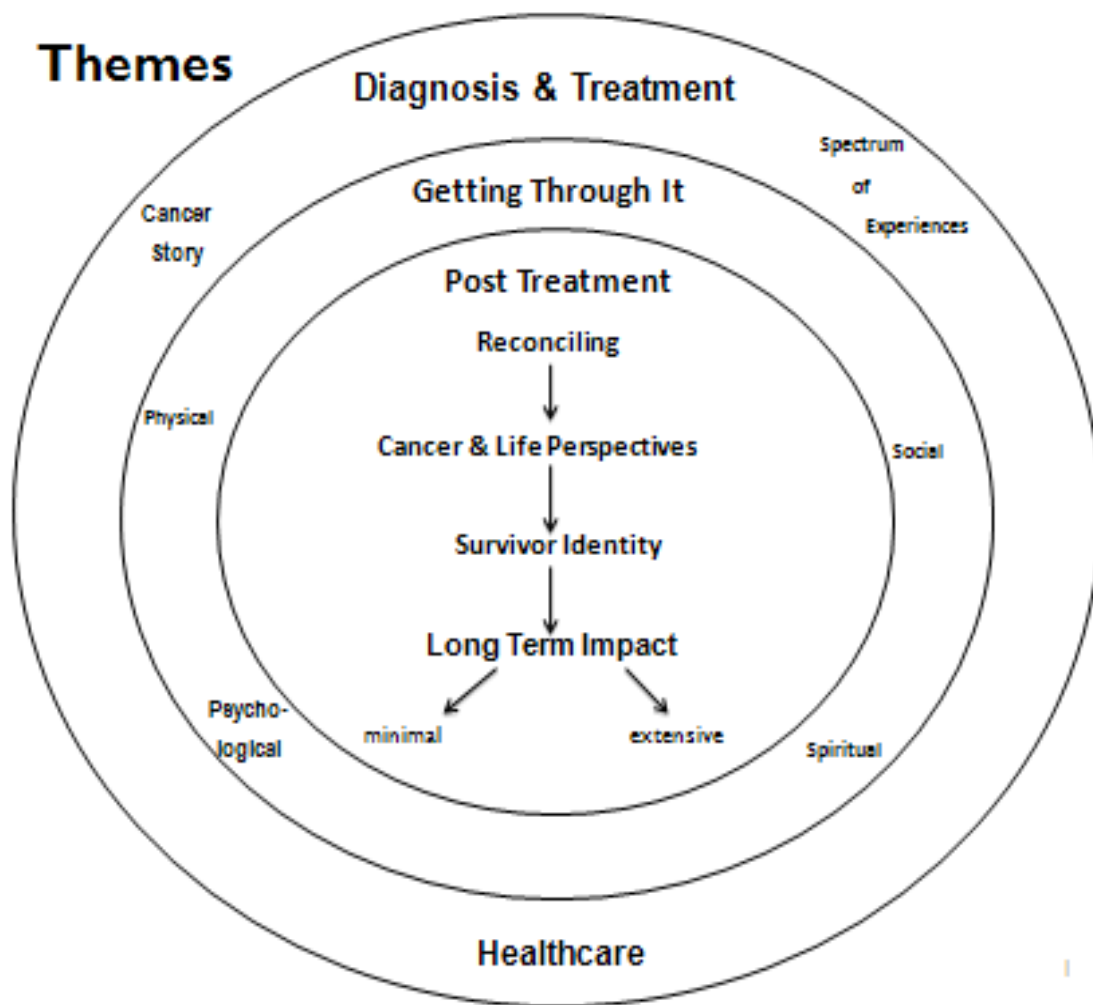 Themes
Diagnosis & Treatment
Spectrum
of
Experiences
Cancer
Story
Getting Through It
Post Treatment
Reconciling
Physical
Cancer & Life Perspectives
Social
Survivor Identity
Long Term Impact
Psycho-
logical
minimal
extensive
Spiritual
Healthcare